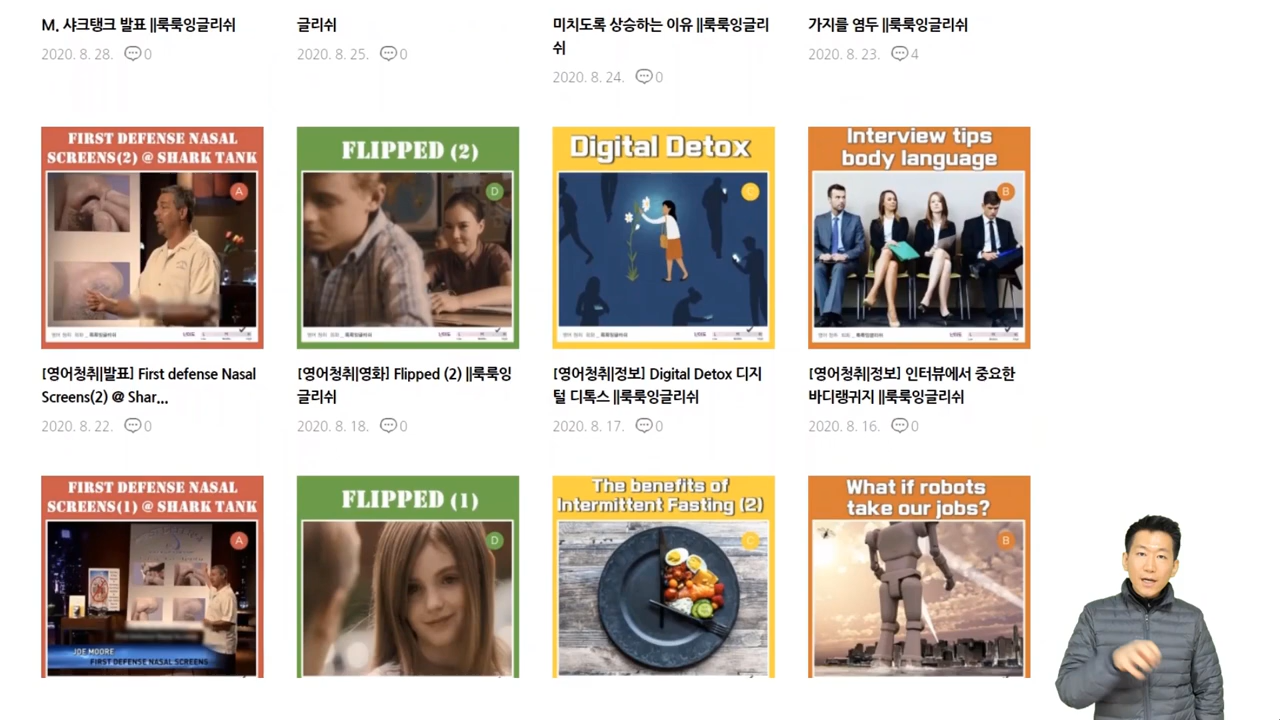 M. 샤크탱크 발표 ||룩룩잉글리쉬
2020. 8. 28. 0
글리쉬
2020. 8. 25. 0
미치도록 상승하는 이유 ||룩룩잉글리
쉬
2020. 8. 24. 0
가지를 염두 ||룩룩잉글리쉬
2020. 8. 23. 4
FIRST DEFENSE NASAL
SCREENS(2) @ SHARK TANK
A
[영어청취|발표] First defense Nasal
Screens(2) @ Shar...
2020. 8. 22. 0
FLIPPED (2)
D
[영어청취|영화] Flipped (2) ||룩룩잉
글리쉬
2020. 8. 18. 0
Digital Detox
C
[영어청취|정보] Digital Detox 디지
털 디톡스 ||룩룩잉글리쉬
2020. 8. 17. 0
Interview tips
body language
B
[영어청취|정보] 인터뷰에서 중요한
바디랭귀지 ||룩룩잉글리쉬
2020. 8. 16. 0
FIRST DEFENSE NASAL
SCREENS(1) @ SHARK TANK
A
JOE MOORE
FIRST DEFENSE NASAL SCREENS
FLIPPED (1)
D
The benefits of
Intermittent Fasting (2)
C
What if robots
take our jobs?
B